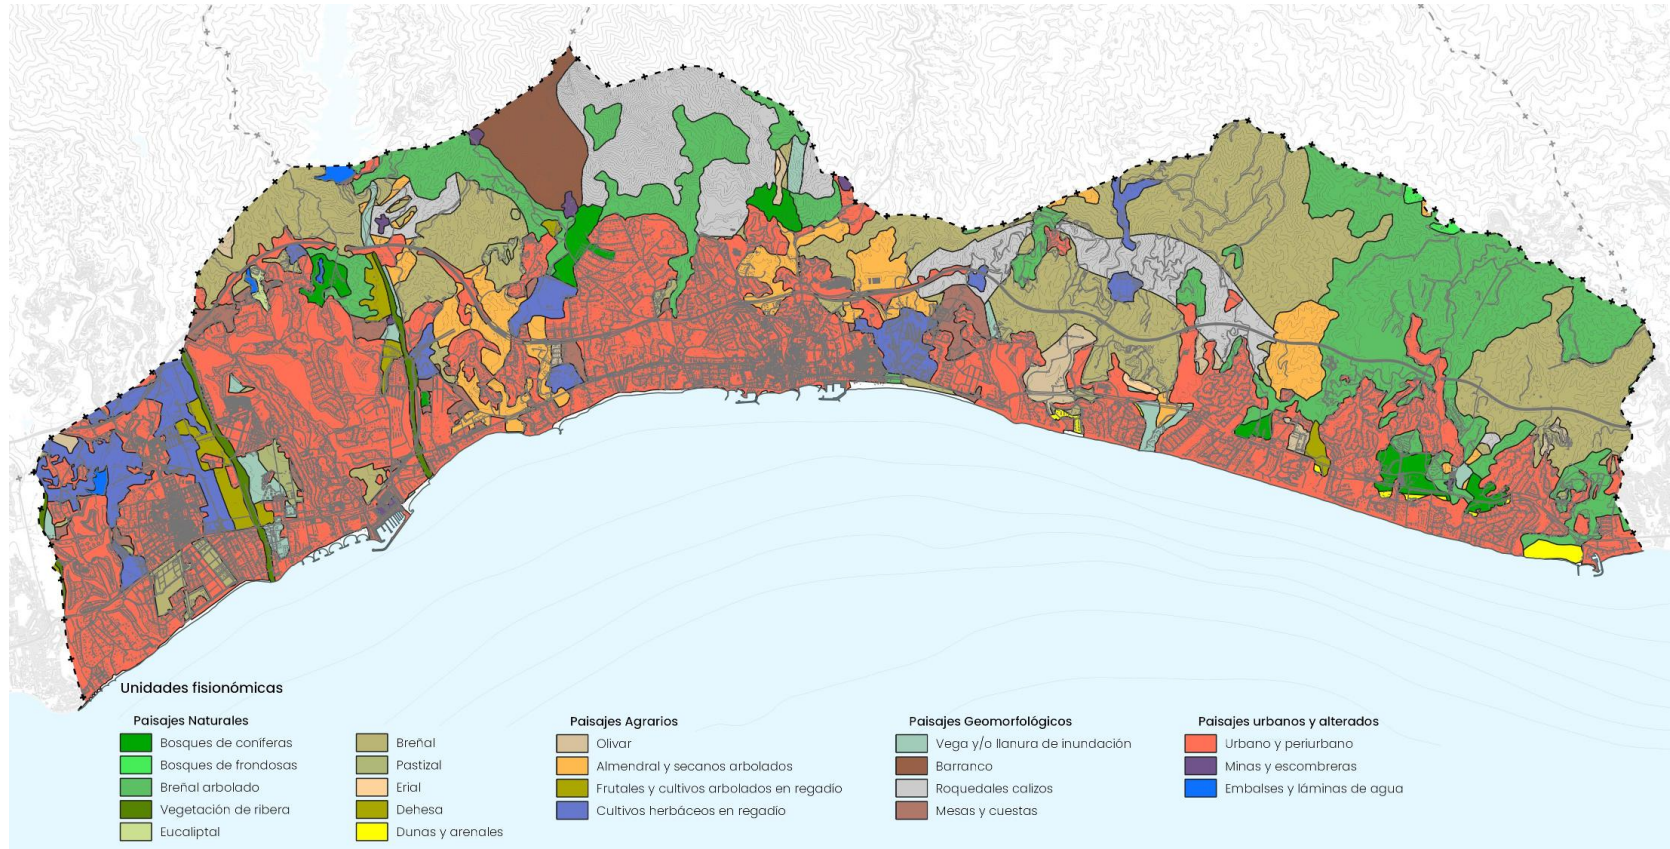 Unidades fisionómicas
Paisajes Naturales
Bosques de coníferas
Bosques de frondosas
Breñal arbolado
Vegetación de ribera
Eucaliptal
Breñal
Pastizal
Erial
Dehesa
Dunas y arenales
Paisajes Agrarios
Olivar
Almendral y secanos arbolados
Frutales y cultivos arbolados en regadío
Cultivos herbáceos en regadío
Paisajes Geomorfológicos
Vega y/o llanura de inundación
Barranco
Roquedales calizos
Mesas y cuestas
Paisajes urbanos y alterados
Urbano y periurbano
Minas y escombreras
Embalses y láminas de agua